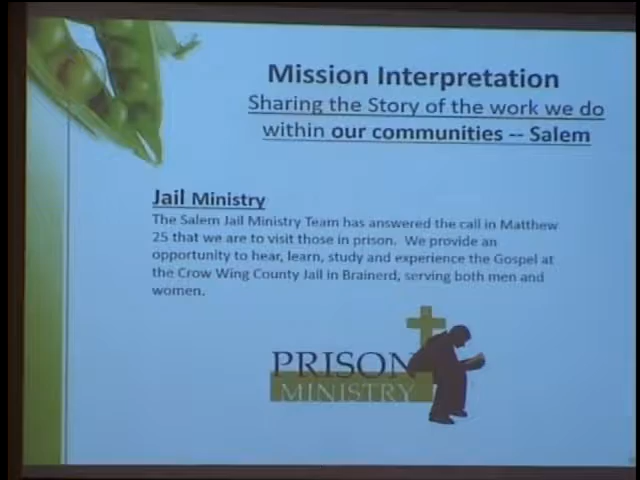 Mission Interpretation
Sharing the Story of the work we do
within our communities -- Salem
Jail Ministry
The Salem Jail Ministry Team has answered the call in Matthew
25 that we are to visit those in prison. We provide an
opportunity to hear, learn, study and experience the Gospel at
the Crow Wing County Jail in Brainerd, serving both men and
women.
PRISON
MINISTRY